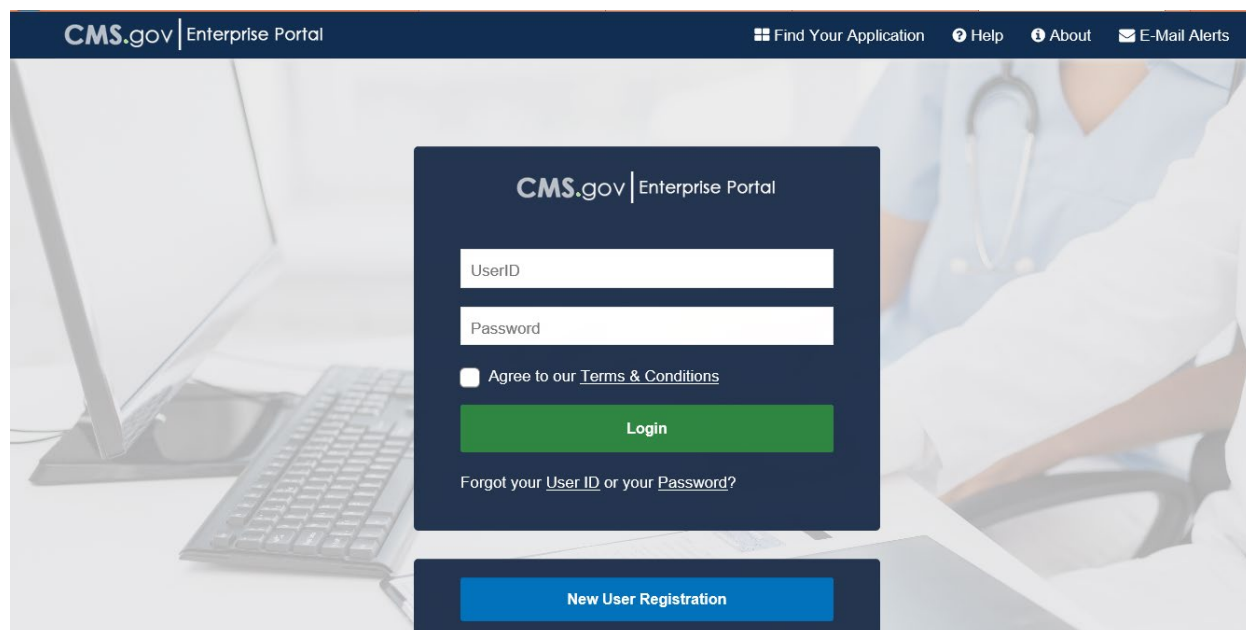 CMS.gov | Enterprise Portal
Find Your Application
Help
About
E-Mail Alerts
CMS.gov | Enterprise Portal
UserID
Password
Agree to our Terms & Conditions
Login
Forgot your User ID or your Password?
New User Registration